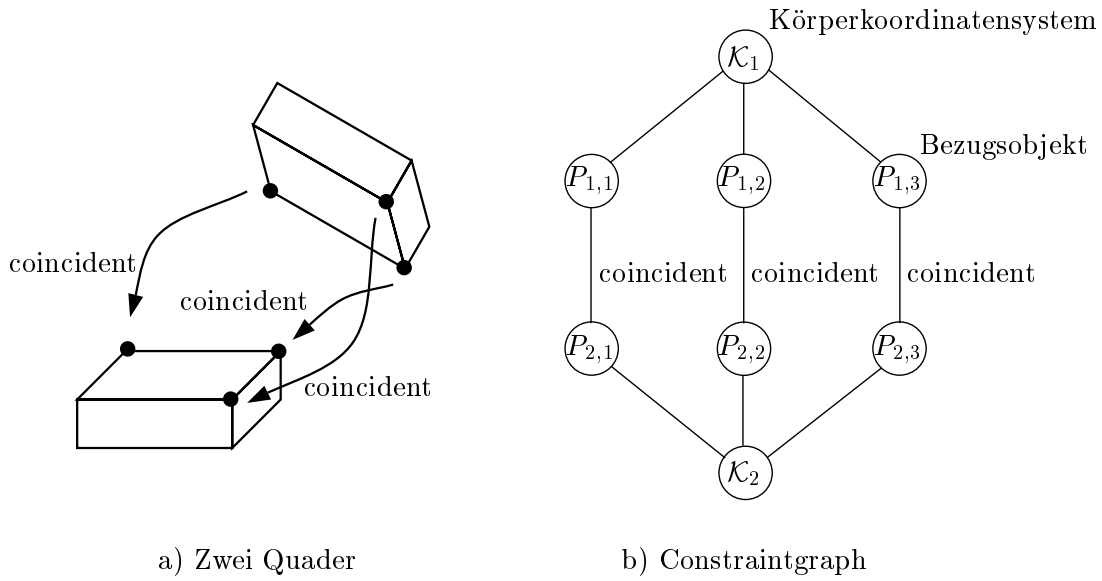 Körperkoordinatensystem
𝒦₁
Bezugsobjekt
P₁,₁
P₁,₂
P₁,₃
coincident
coincident
coincident
coincident
coincident
coincident
P₂,₁
P₂,₂
P₂,₃
𝒦₂
a) Zwei Quader
b) Constraintgraph